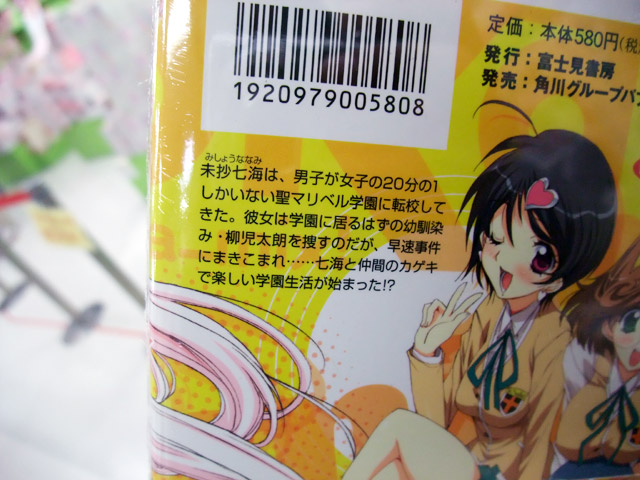 定価：本体580円(税
発行：富士見書房
発売：角川グループパブ
1920979005808
みしょうななみ
未抄七海は、男子が女子の20分の1
しかいない聖マリベル学園に転校して
きた。彼女は学園に居るはずの幼馴染
み・柳児太朗を捜すのだが、早速事件
にまきこまれ……七海と仲間のカゲキ
で楽しい学園生活が始まった!?